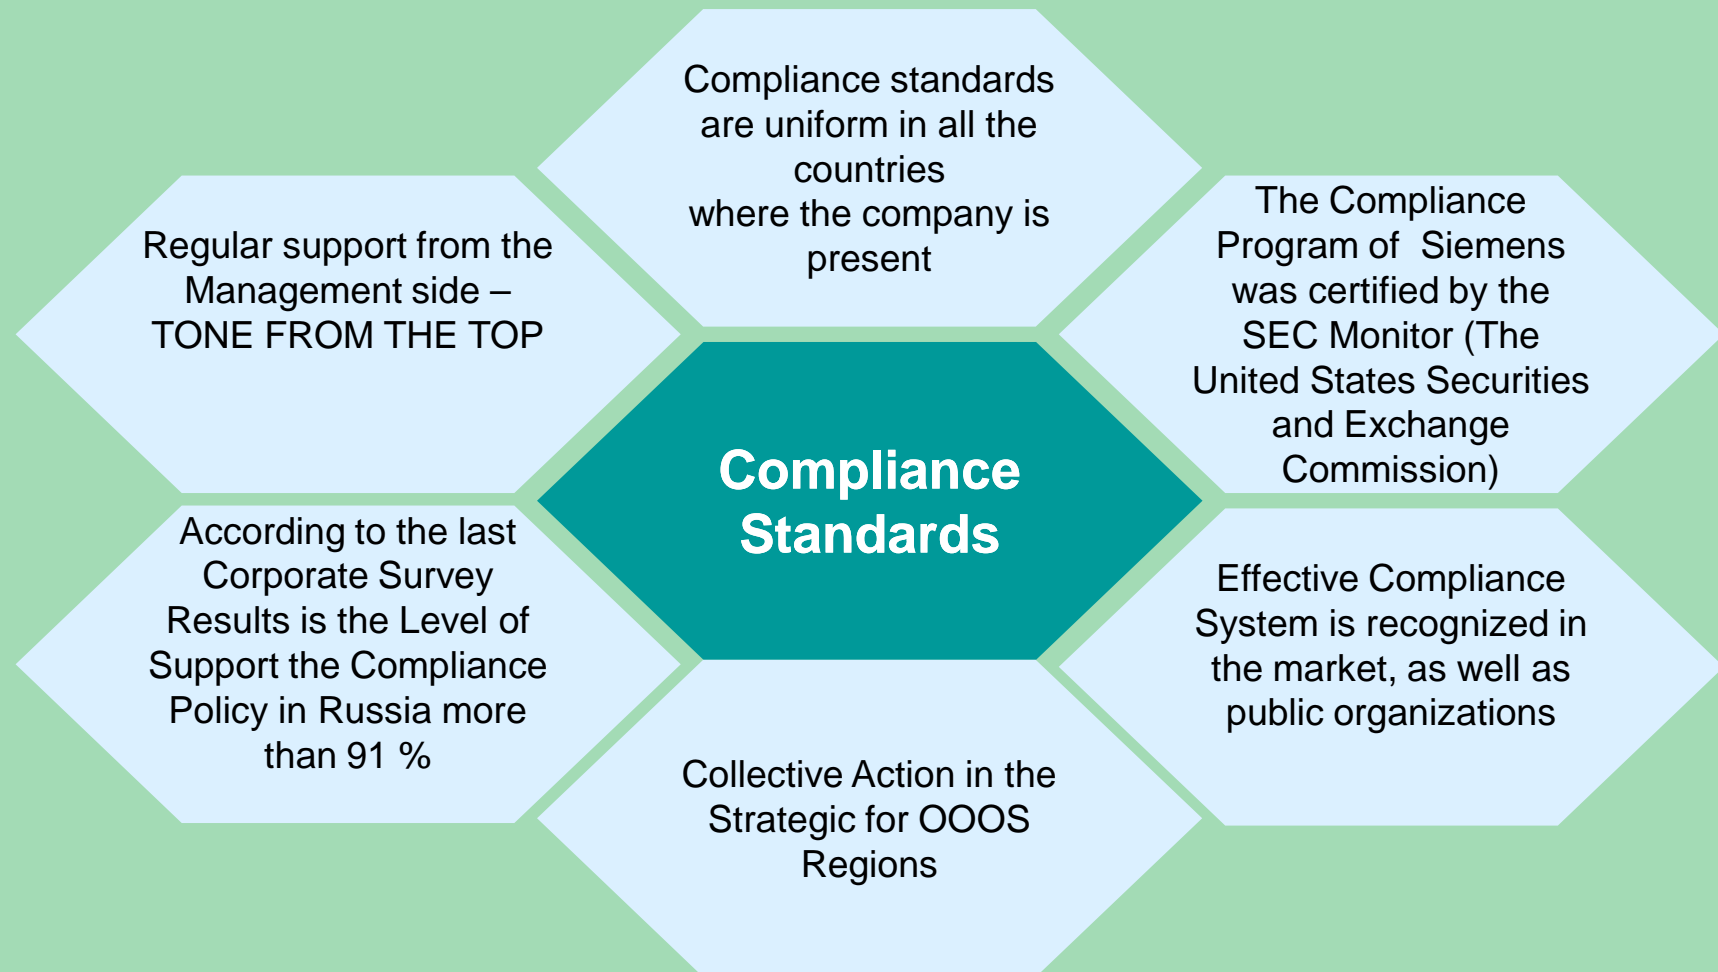 Compliance standards
are uniform in all the
countries
where the company is
present
Regular support from the
Management side –
TONE FROM THE TOP
The Compliance
Program of  Siemens
was certified by the
SEC Monitor (The
United States Securities
and Exchange
Commission)
Compliance
Standards
According to the last
Corporate Survey
Results is the Level of
Support the Compliance
Policy in Russia more
than 91 %
Effective Compliance
System is recognized in
the market, as well as
public organizations
Collective Action in the
Strategic for OOOS
Regions